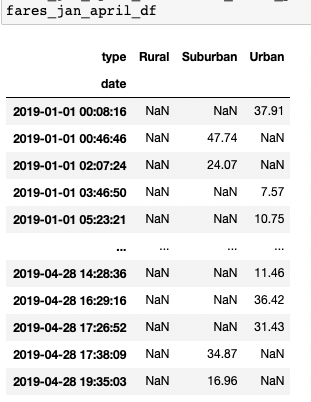 fares_jan_april_df
type Rural Suburban Urban
date
2019-01-01 00:08:16 NaN NaN 37.91
2019-01-01 00:46:46 NaN 47.74 NaN
2019-01-01 02:07:24 NaN 24.07 NaN
2019-01-01 03:46:50 NaN NaN 7.57
2019-01-01 05:23:21 NaN NaN 10.75
... ... ... ...
2019-04-28 14:28:36 NaN NaN 11.46
2019-04-28 16:29:16 NaN NaN 36.42
2019-04-28 17:26:52 NaN NaN 31.43
2019-04-28 17:38:09 NaN 34.87 NaN
2019-04-28 19:35:03 NaN 16.96 NaN